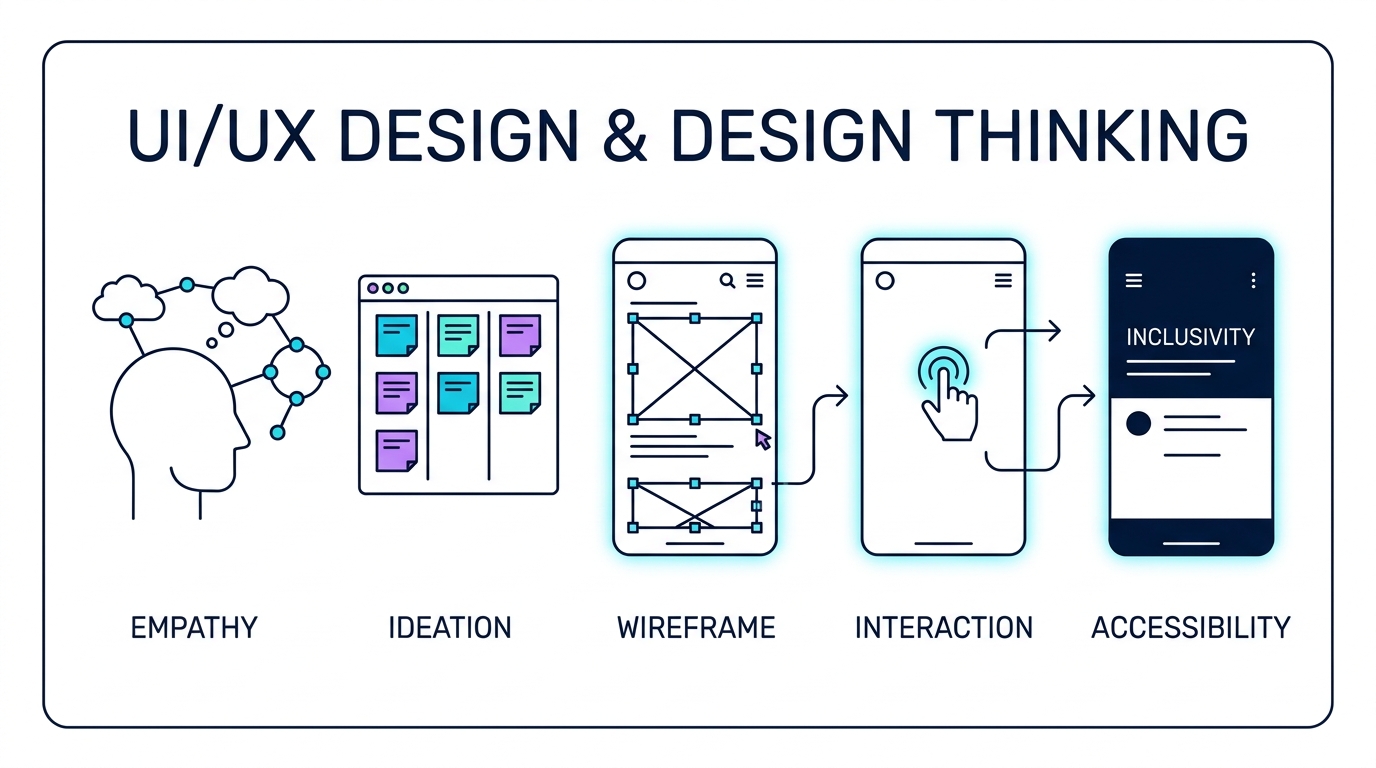 UI/UX DESIGN & DESIGN THINKING
INCLUSIVITY
EMPATHY
IDEATION
WIREFRAME
INTERACTION
ACCESSIBILITY